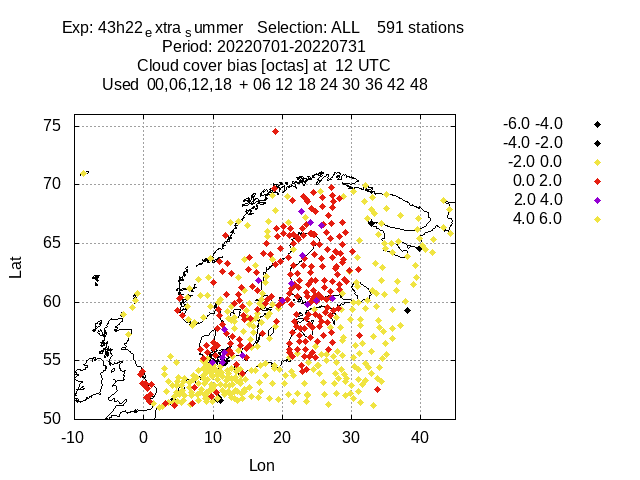 Exp: 43h22extrasummer Selection: ALL 591 stations
Period: 20220701-20220731
Cloud cover bias [octas] at 12 UTC
Used 00,06,12,18 + 06 12 18 24 30 36 42 48
-6.0 -4.0
-4.0 -2.0
-2.0 0.0
0.0 2.0
2.0 4.0
4.0 6.0
75
70
65
60
55
50
Lat
-10 0 10 20 30 40
Lon